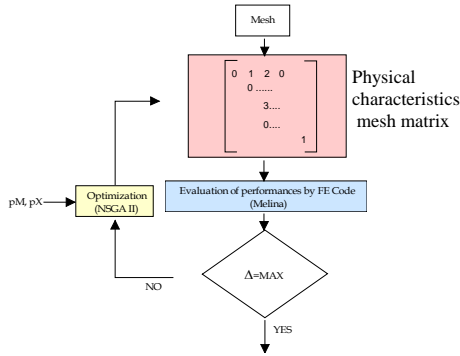 Mesh
0 1 2 0
0......
3....
0....
1
Physical
characteristics
mesh matrix
pM, pX
Optimization
(NSGA II)
Evaluation of performances by FE Code
(Melina)
Δ=MAX
NO
YES